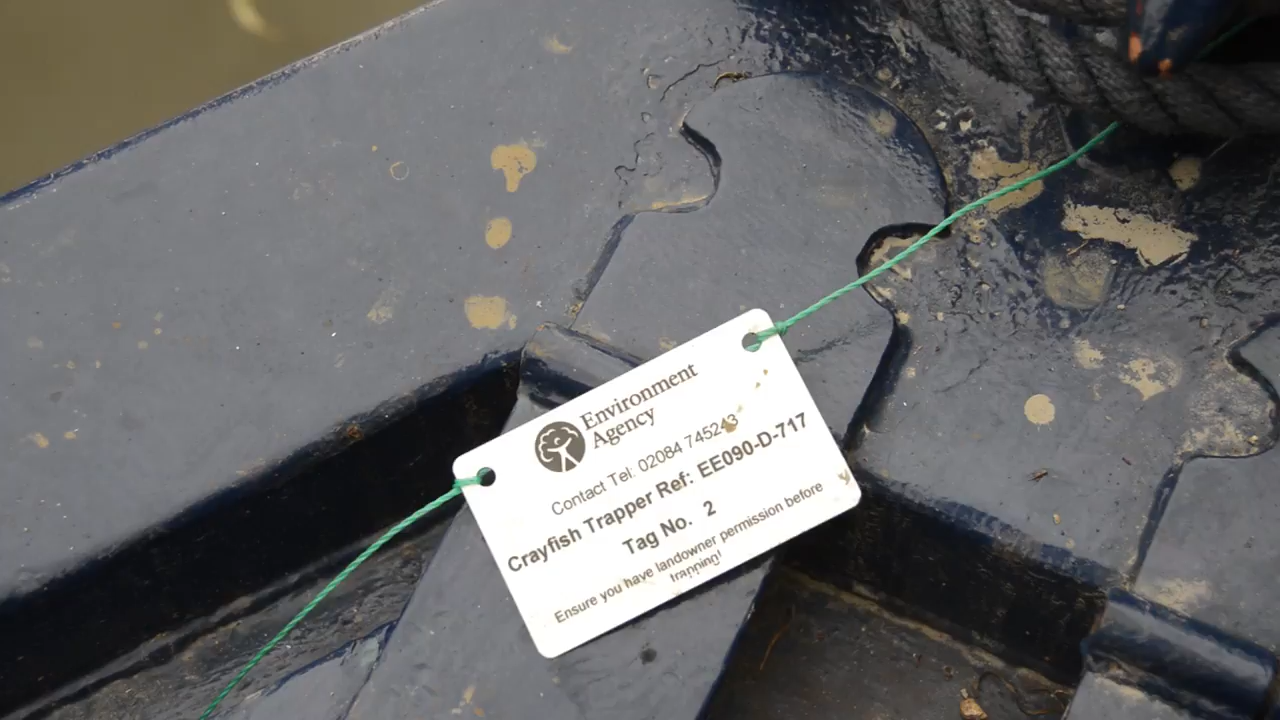 Environment
Agency
Contact Tel: 02084 745243
Crayfish Trapper Ref: EE090-D-717
Tag No. 2
Ensure you have landowner permission before
trapping!